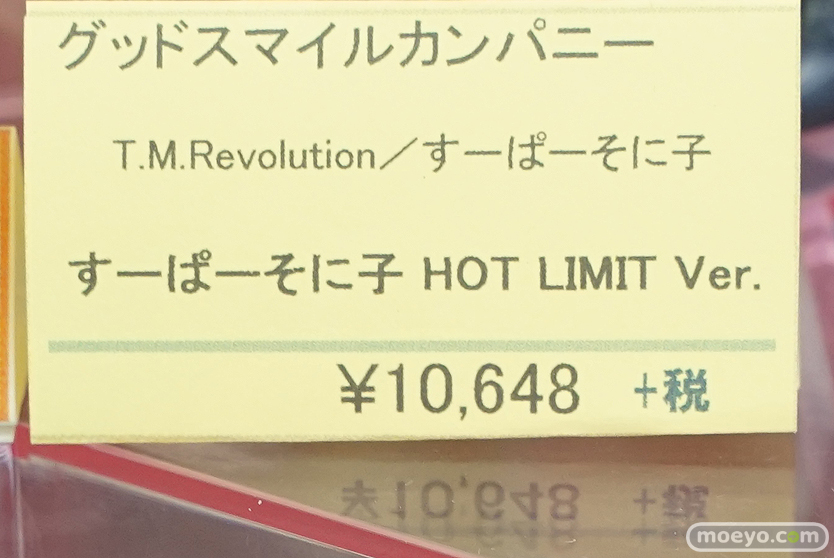 グッドスマイルカンパニー
T.M.Revolution／すーぱーそに子
すーぱーそに子 HOT LIMIT Ver.
¥10,648 +税
moeyo.com